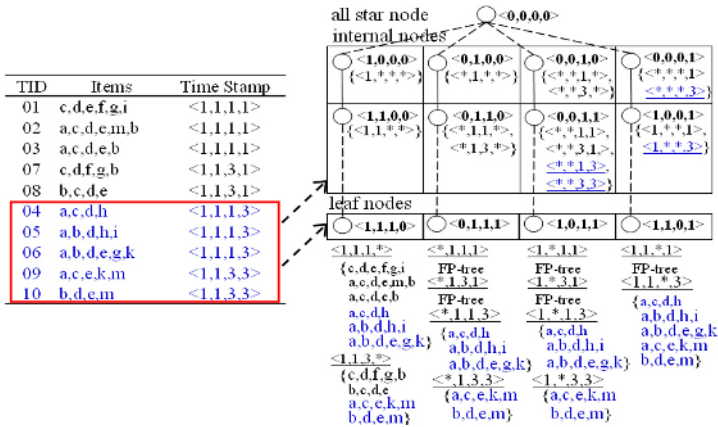 TID Items Time Stamp
01 c,d,e,f,g,i <1,1,1,1>
02 a,c,d,e,m,b <1,1,1,1>
03 a,c,d,e,b <1,1,1,1>
07 c,d,f,g,b <1,1,3,1>
08 b,c,d,e <1,1,3,1>
04 a,c,d,h <1,1,1,3>
05 a,b,d,h,i <1,1,1,3>
06 a,b,d,e,g,k <1,1,1,3>
09 a,c,e,k,m <1,1,3,3>
10 b,d,e,m <1,1,3,3>
all star node <0,0,0,0>
internal nodes
<1,0,0,0>
{<1,*,*,*>}
<0,1,0,0>
{<*,1,*,*>}
<0,0,1,0>
{<*,*,1,*>,
<*,*,3,*>}
<0,0,0,1>
{<*,*,*,1>
<*,*,*,3>}
<1,1,0,0>
{<1,1,*,*>}
<0,1,1,0>
{<*,1,1,*>,
<*,1,3,*>}
<0,0,1,1>
{<*,*,1,1>,
<*,*,3,1>,
<*,*,1,3>,
<*,*,3,3>}
<1,0,0,1>
{<1,*,*,1>,
<1,*,*,3>}
leaf nodes
<1,1,1,0>
<0,1,1,1>
<1,0,1,1>
<1,1,0,1>
<1,1,1,*>
{c,d,e,f,g,i
a,c,d,e,m,b
a,c,d,e,b
a,c,d,h
a,b,d,h,i
a,b,d,e,g,k}
<1,1,3,*>
{c,d,f,g,b
b,c,d,e
a,c,e,k,m
b,d,e,m}
<*,1,1,1>
FP-tree
<*,1,3,1>
FP-tree
<*,1,1,3>
{a,c,d,h
a,b,d,h,i
a,b,d,e,g,k}
<*,1,3,3>
{a,c,e,k,m
b,d,e,m}
<1,*,1,1>
FP-tree
<1,*,3,1>
FP-tree
<1,*,1,3>
{a,c,d,h
a,b,d,h,i
a,b,d,e,g,k}
<1,*,3,3>
{a,c,e,k,m
b,d,e,m}
<1,1,*,1>
FP-tree
<1,1,*,3>
{a,c,d,h
a,b,d,h,i
a,b,d,e,g,k
a,c,e,k,m
b,d,e,m}